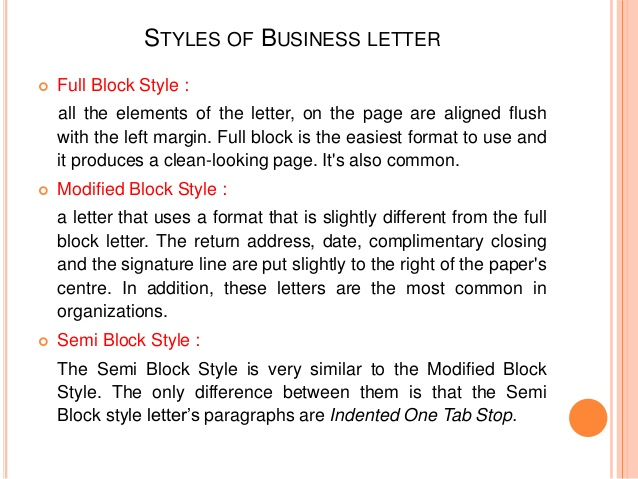 STYLES OF BUSINESS LETTER
Full Block Style :
all the elements of the letter, on the page are aligned flush
with the left margin. Full block is the easiest format to use and
it produces a clean-looking page. It's also common.
Modified Block Style :
a letter that uses a format that is slightly different from the full
block letter. The return address, date, complimentary closing
and the signature line are put slightly to the right of the paper's
centre. In addition, these letters are the most common in
organizations.
Semi Block Style :
The Semi Block Style is very similar to the Modified Block
Style. The only difference between them is that the Semi
Block style letter’s paragraphs are Indented One Tab Stop.